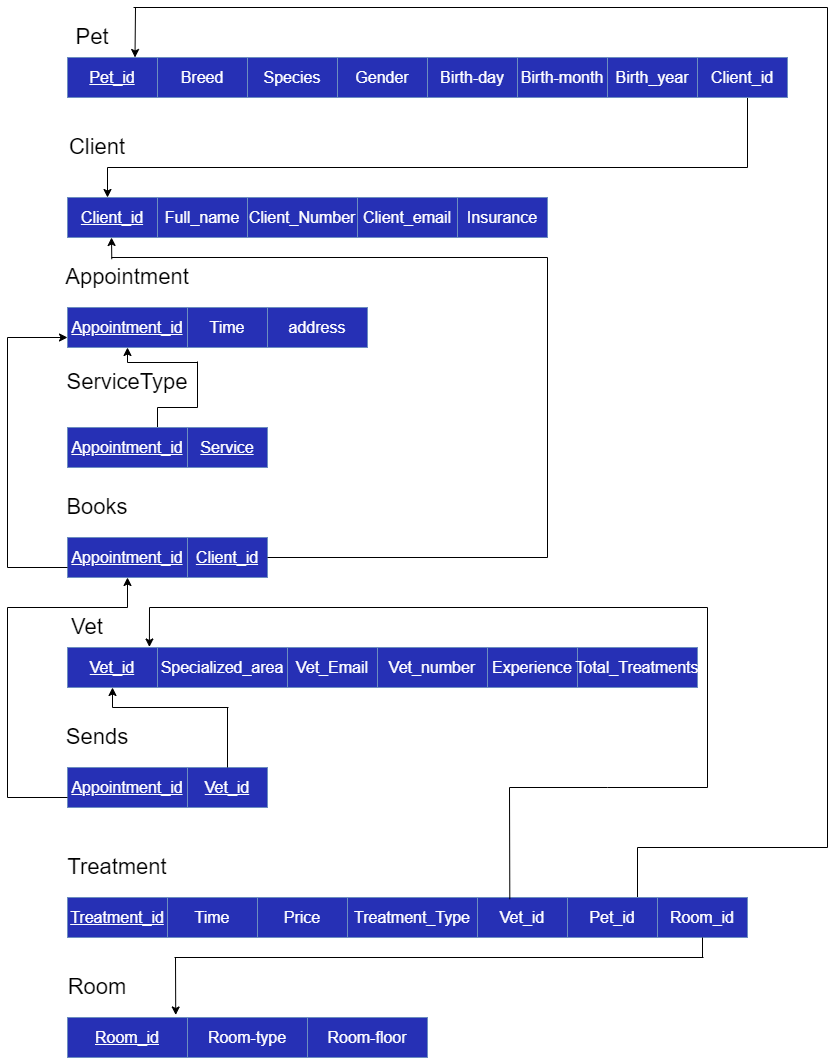 Pet
Pet_id Breed Species Gender Birth-day Birth-month Birth_year Client_id
Client
Client_id Full_name Client_Number Client_email Insurance
Appointment
Appointment_id Time address
ServiceType
Appointment_id Service
Books
Appointment_id Client_id
Vet
Vet_id Specialized_area Vet_Email Vet_number Experience Total_Treatments
Sends
Appointment_id Vet_id
Treatment
Treatment_id Time Price Treatment_Type Vet_id Pet_id Room_id
Room
Room_id Room-type Room-floor